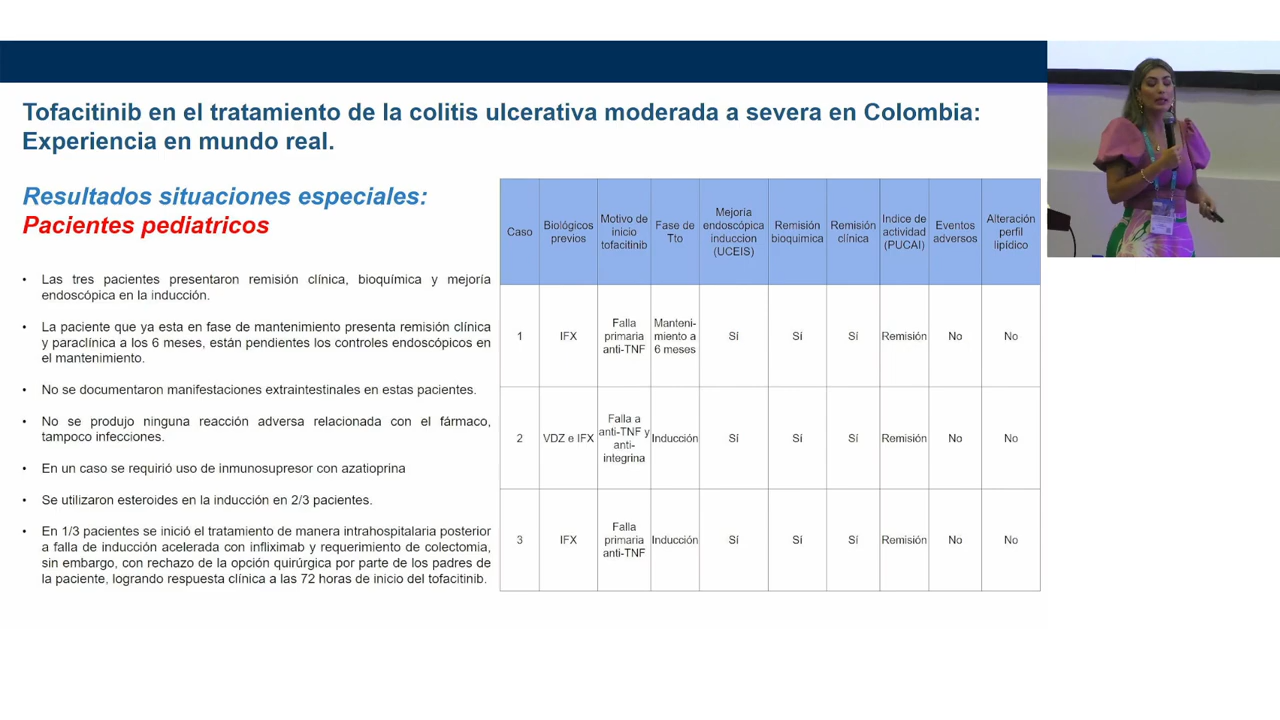 Tofacitinib en el tratamiento de la colitis ulcerativa moderada a severa en Colombia:
Experiencia en mundo real.
Resultados situaciones especiales:
Pacientes pediatricos
• Las tres pacientes presentaron remisión clínica, bioquímica y mejoría
endoscópica en la inducción.
• La paciente que ya esta en fase de mantenimiento presenta remisión clínica
y paraclínica a los 6 meses, están pendientes los controles endoscópicos en
el mantenimiento.
• No se documentaron manifestaciones extraintestinales en estas pacientes.
• No se produjo ninguna reacción adversa relacionada con el fármaco,
tampoco infecciones.
• En un caso se requirió uso de inmunosupresor con azatioprina
• Se utilizaron esteroides en la inducción en 2/3 pacientes.
• En 1/3 pacientes se inició el tratamiento de manera intrahospitalaria posterior
a falla de inducción acelerada con infliximab y requerimiento de colectomia,
sin embargo, con rechazo de la opción quirúrgica por parte de los padres de
la paciente, logrando respuesta clínica a las 72 horas de inicio del tofacitinib.
Caso
Biológicos
previos
Motivo de
inicio
tofacitinib
Fase de
Tto
Mejoría
endoscópica
induccion
(UCEIS)
Remisión
bioquimica
Remisión
clínica
Indice de
actividad
(PUCAI)
Eventos
adversos
Alteración
perfil
lipídico
1
IFX
Falla
primaria
anti-TNF
Manteni-
miento a
6 meses
Sí
Sí
Sí
Remisión
No
No
2
VDZ e IFX
Falla a
anti-TNF y
anti-
integrina
Inducción
Sí
Sí
Sí
Remisión
No
No
3
IFX
Falla
primaria
anti-TNF
Inducción
Sí
Sí
Sí
Remisión
No
No